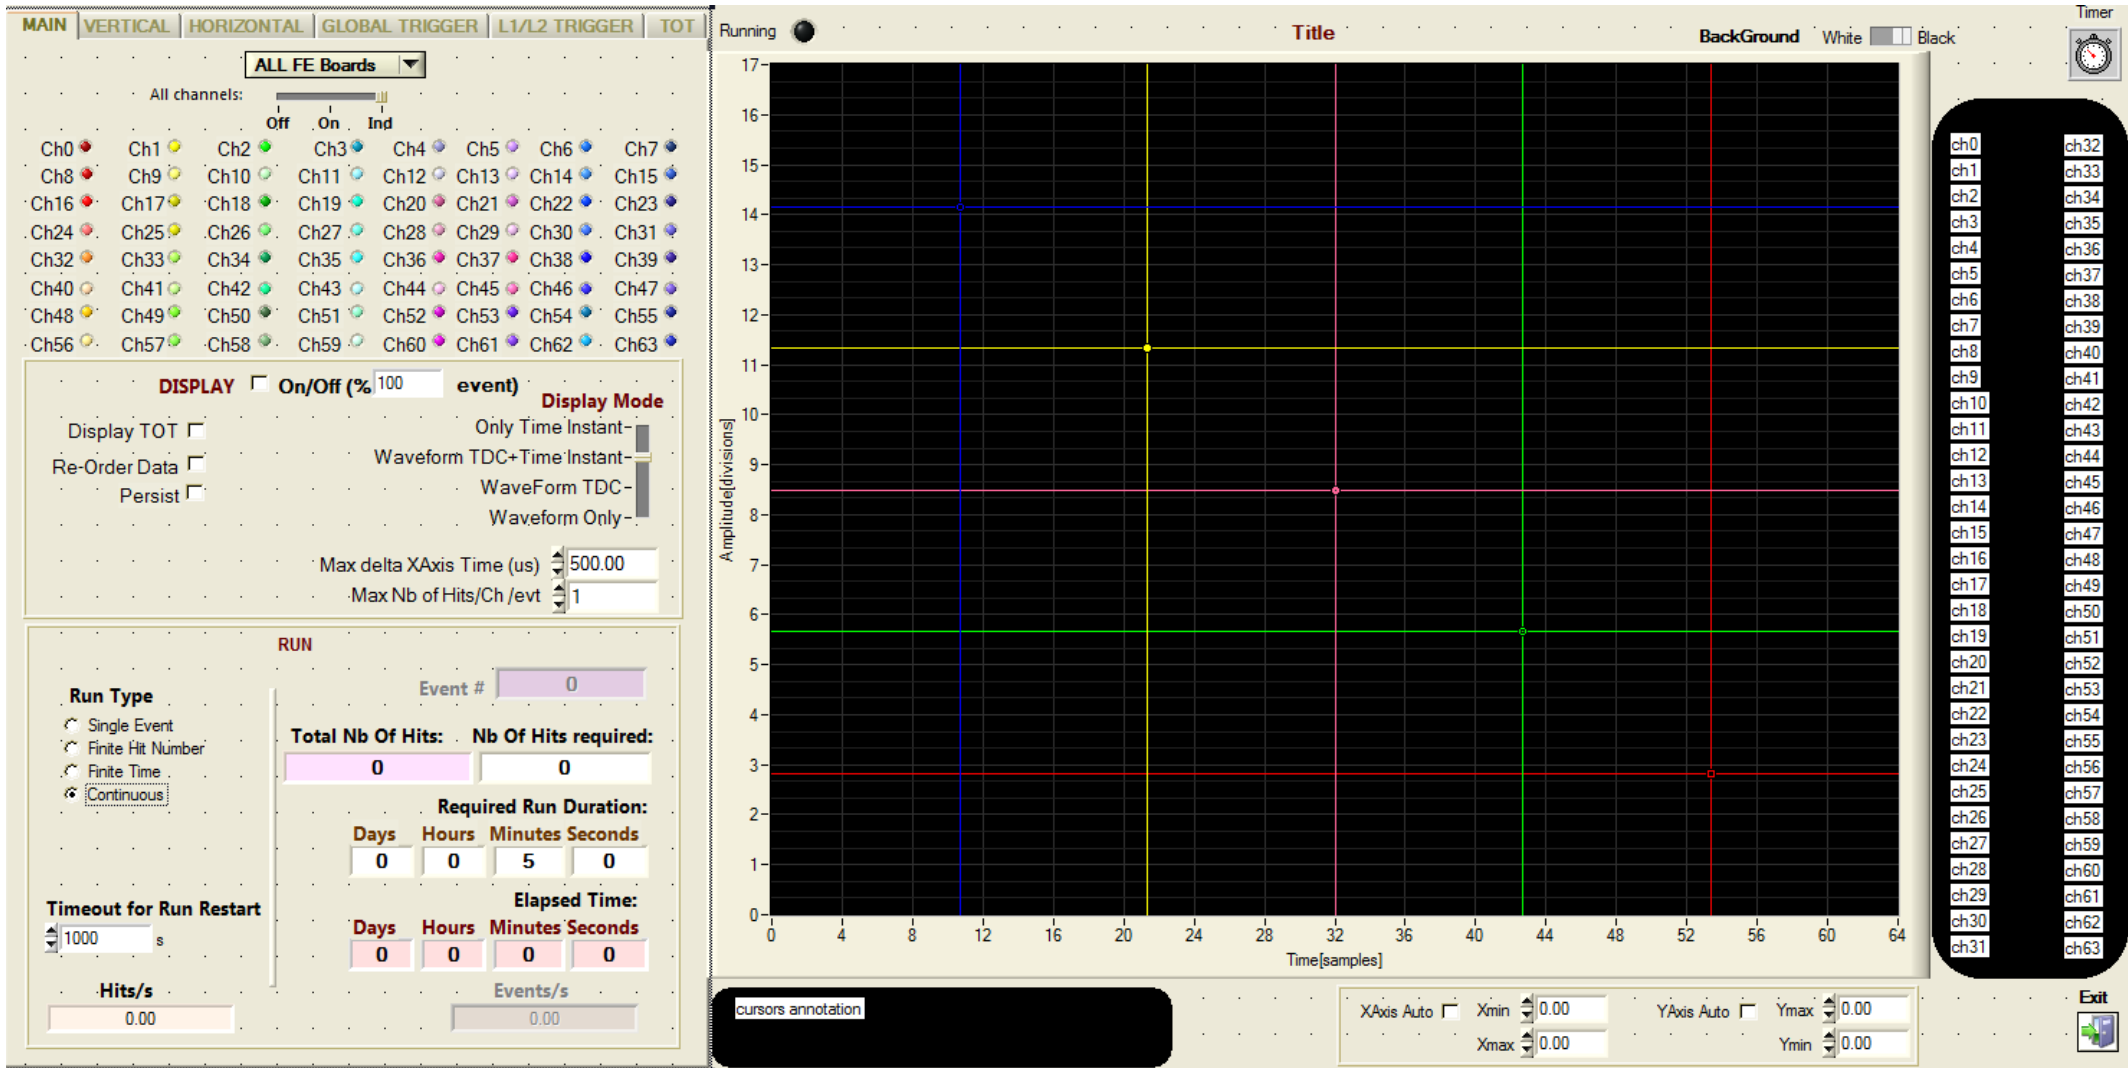 MAIN VERTICAL HORIZONTAL GLOBAL TRIGGER L1/L2 TRIGGER TOT
ALL FE Boards
All channels:
Off On Ind
Ch0 Ch1 Ch2 Ch3 Ch4 Ch5 Ch6 Ch7
Ch8 Ch9 Ch10 Ch11 Ch12 Ch13 Ch14 Ch15
Ch16 Ch17 Ch18 Ch19 Ch20 Ch21 Ch22 Ch23
Ch24 Ch25 Ch26 Ch27 Ch28 Ch29 Ch30 Ch31
Ch32 Ch33 Ch34 Ch35 Ch36 Ch37 Ch38 Ch39
Ch40 Ch41 Ch42 Ch43 Ch44 Ch45 Ch46 Ch47
Ch48 Ch49 Ch50 Ch51 Ch52 Ch53 Ch54 Ch55
Ch56 Ch57 Ch58 Ch59 Ch60 Ch61 Ch62 Ch63
DISPLAY On/Off (% 100 event)
Display Mode
Display TOT
Re-Order Data
Persist
Only Time Instant
Waveform TDC+Time Instant
WaveForm TDC
Waveform Only
Max delta XAxis Time (us) 500.00
Max Nb of Hits/Ch /evt 1
RUN
Event # 0
Run Type
Single Event
Finite Hit Number
Finite Time
Continuous
Total Nb Of Hits: Nb Of Hits required:
0 0
Required Run Duration:
Days Hours Minutes Seconds
0 0 5 0
Elapsed Time:
Days Hours Minutes Seconds
0 0 0 0
Timeout for Run Restart
1000 s
Hits/s Events/s
0.00 0.00
Running
Title
BackGround White Black
Timer
17
16
15
14
13
12
11
10
9
8
7
6
5
4
3
2
1
0
Amplitude[divisions]
0 4 8 12 16 20 24 28 32 36 40 44 48 52 56 60 64
Time[samples]
ch0 ch32
ch1 ch33
ch2 ch34
ch3 ch35
ch4 ch36
ch5 ch37
ch6 ch38
ch7 ch39
ch8 ch40
ch9 ch41
ch10 ch42
ch11 ch43
ch12 ch44
ch13 ch45
ch14 ch46
ch15 ch47
ch16 ch48
ch17 ch49
ch18 ch50
ch19 ch51
ch20 ch52
ch21 ch53
ch22 ch54
ch23 ch55
ch24 ch56
ch25 ch57
ch26 ch58
ch27 ch59
ch28 ch60
ch29 ch61
ch30 ch62
ch31 ch63
cursors annotation
XAxis Auto Xmin 0.00 YAxis Auto Ymax 0.00
Xmax 0.00 Ymin 0.00
Exit